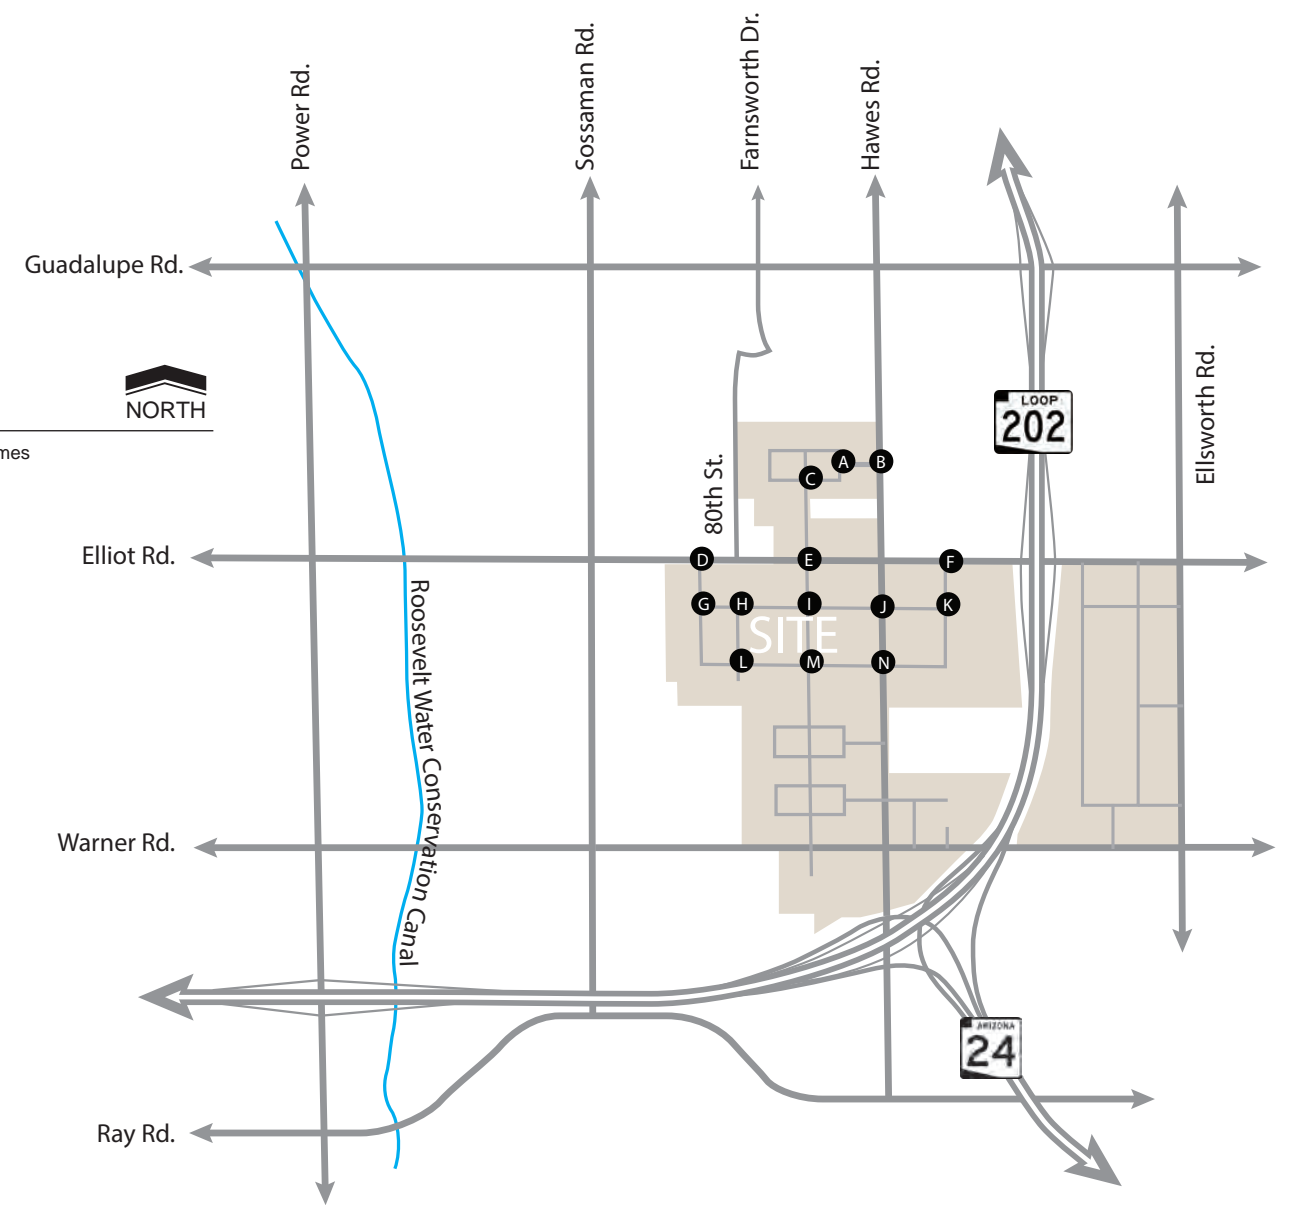 Power Rd.
Sossaman Rd.
Farnsworth Dr.
Hawes Rd.
Guadalupe Rd.
NORTH
mes
LOOP
202
Ellsworth Rd.
80th St.
A
B
C
Elliot Rd.
D
E
F
G
H
I
J
K
SITE
L
M
N
Roosevelt Water Conservation Canal
Warner Rd.
ARIZONA
24
Ray Rd.